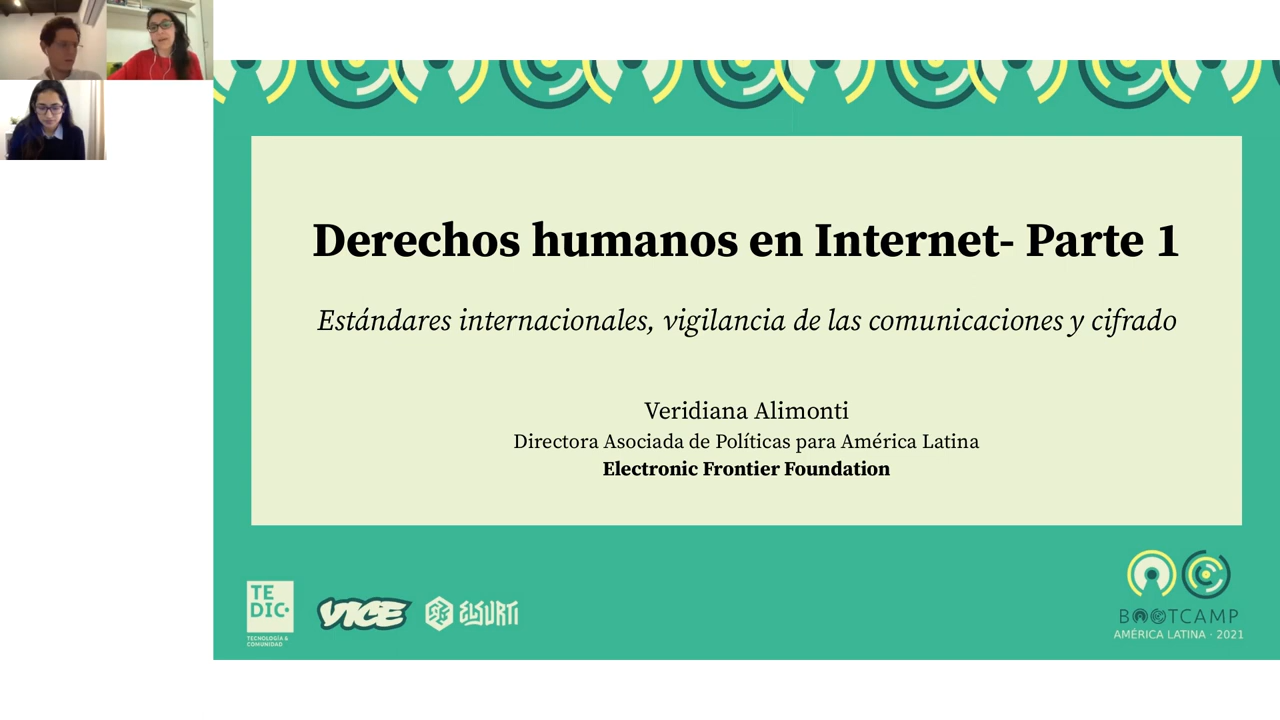 Derechos humanos en Internet- Parte 1
Estándares internacionales, vigilancia de las comunicaciones y cifrado
Veridiana Alimonti
Directora Asociada de Políticas para América Latina
Electronic Frontier Foundation
TE
DIC
TECNOLOGÍA &
COMUNIDAD
VICE
ELSURTI
BOOTCAMP
AMÉRICA LATINA · 2021